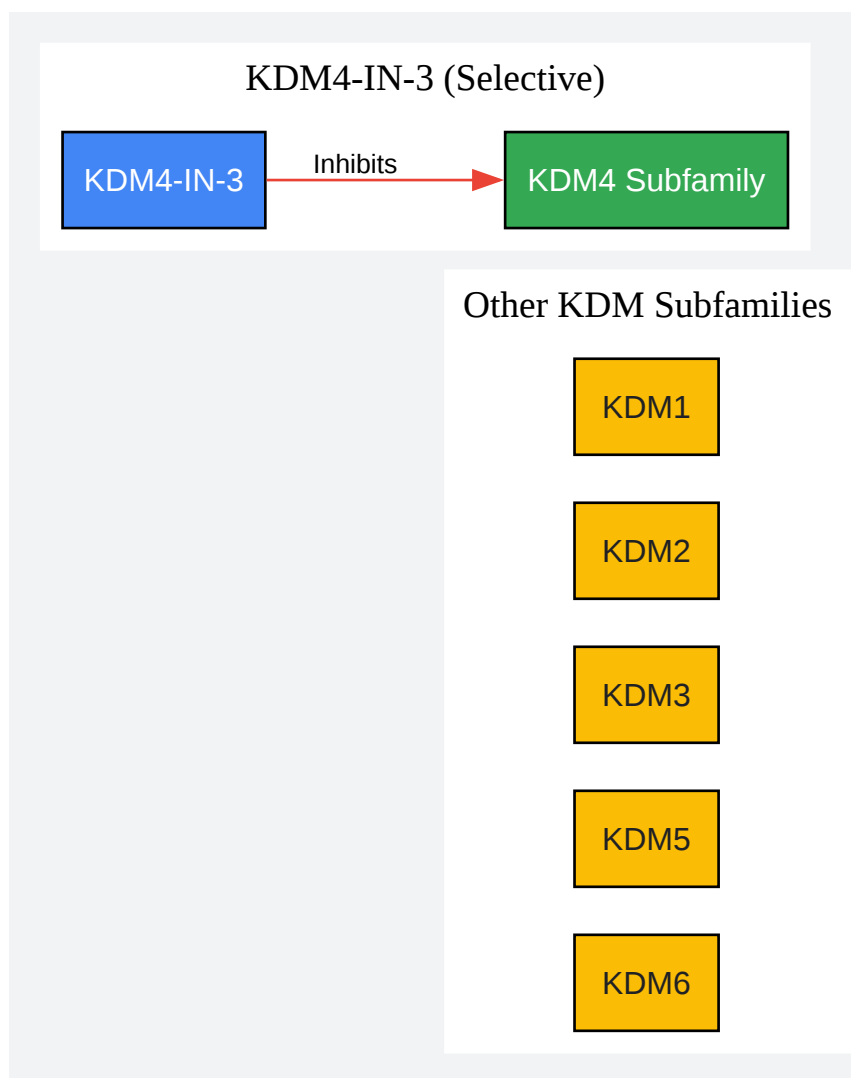 KDM4-IN-3 (Selective)
KDM4-IN-3
Inhibits
KDM4 Subfamily
Other KDM Subfamilies
KDM1
KDM2
KDM3
KDM5
KDM6